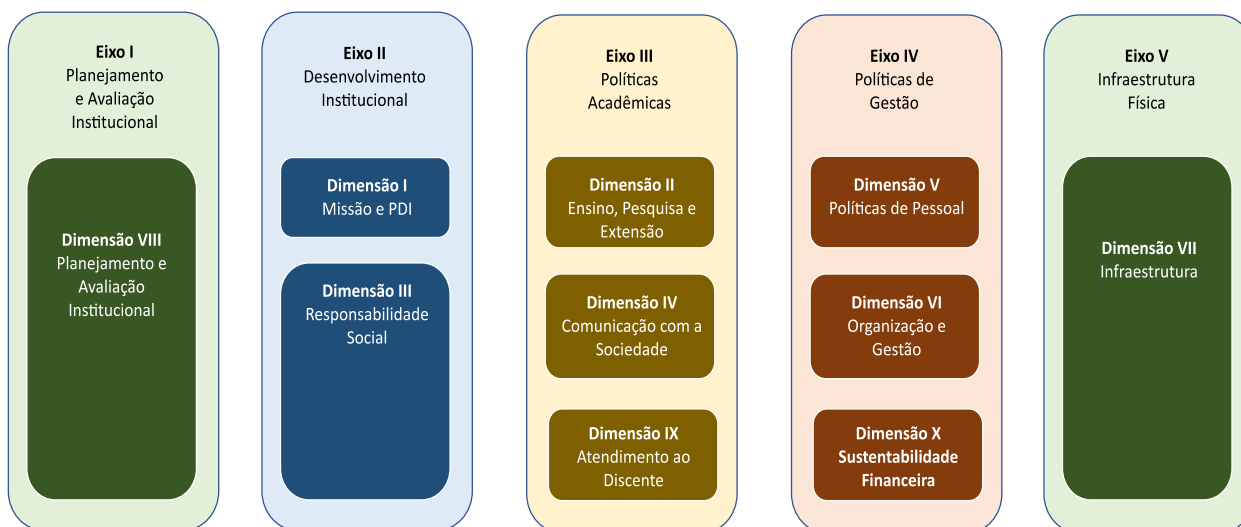 Eixo I
Planejamento
e Avaliação
Institucional
Dimensão VIII
Planejamento e
Avaliação
Institucional
Eixo II
Desenvolvimento
Institucional
Dimensão I
Missão e PDI
Dimensão III
Responsabilidade
Social
Eixo III
Políticas
Acadêmicas
Dimensão II
Ensino, Pesquisa e
Extensão
Dimensão IV
Comunicação com a
Sociedade
Dimensão IX
Atendimento ao
Discente
Eixo IV
Políticas de
Gestão
Dimensão V
Políticas de Pessoal
Dimensão VI
Organização e
Gestão
Dimensão X
Sustentabilidade
Financeira
Eixo V
Infraestrutura
Física
Dimensão VII
Infraestrutura